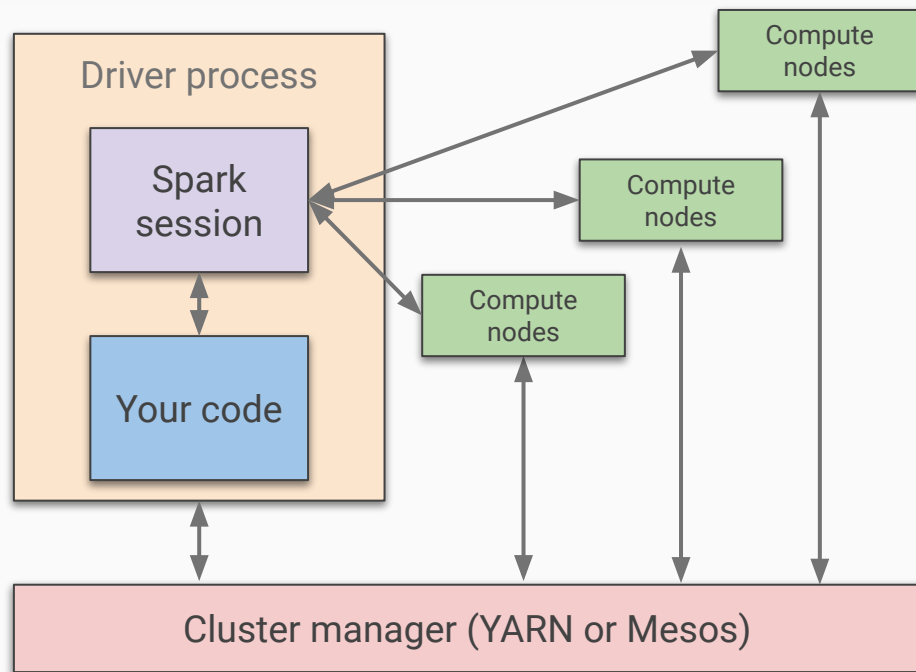 Driver process
Spark
session
Your code
Compute
nodes
Compute
nodes
Compute
nodes
Cluster manager (YARN or Mesos)